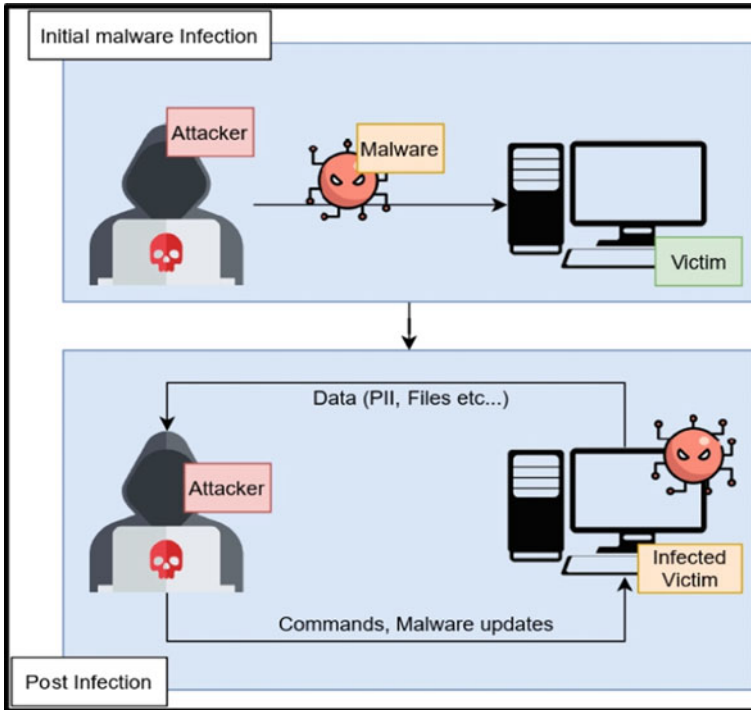 Initial malware Infection
Attacker
Malware
Victim
Data (PII, Files etc...)
Attacker
Infected
Victim
Commands, Malware updates
Post Infection